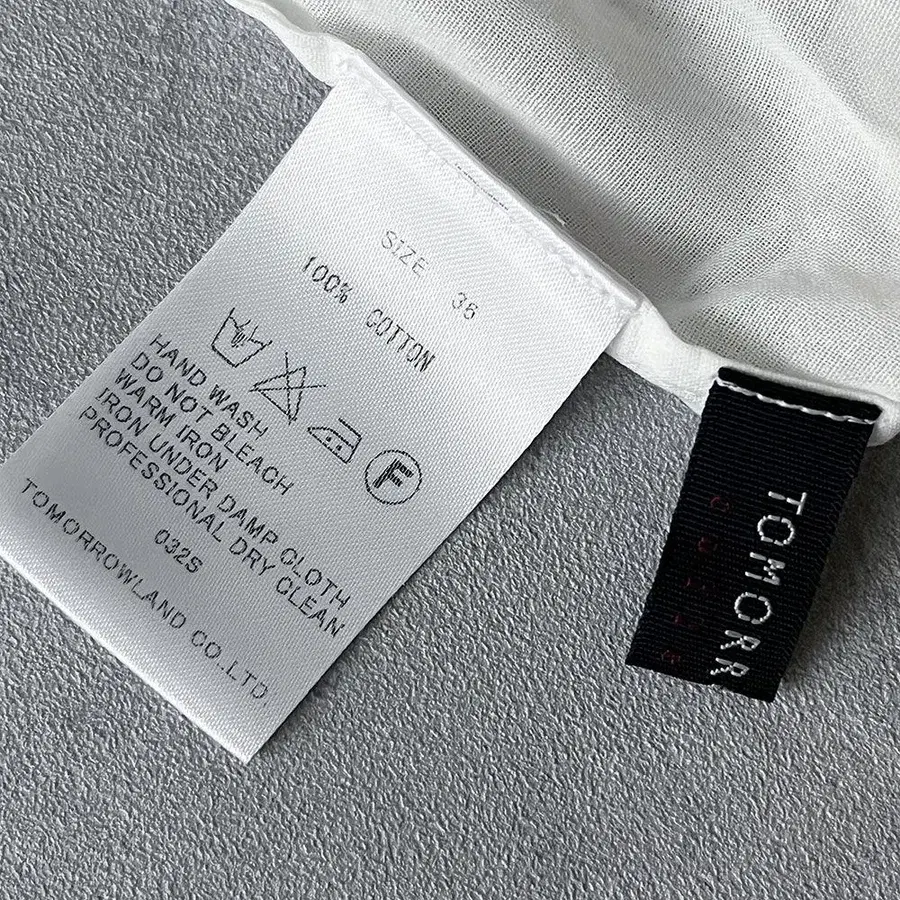 SIZE 36
100% COTTON
F
HAND WASH
DO NOT BLEACH
WARM IRON
IRON UNDER DAMP CLOTH
PROFESSIONAL DRY CLEAN
032S
TOMORROWLAND CO.,LTD.
TOMORR